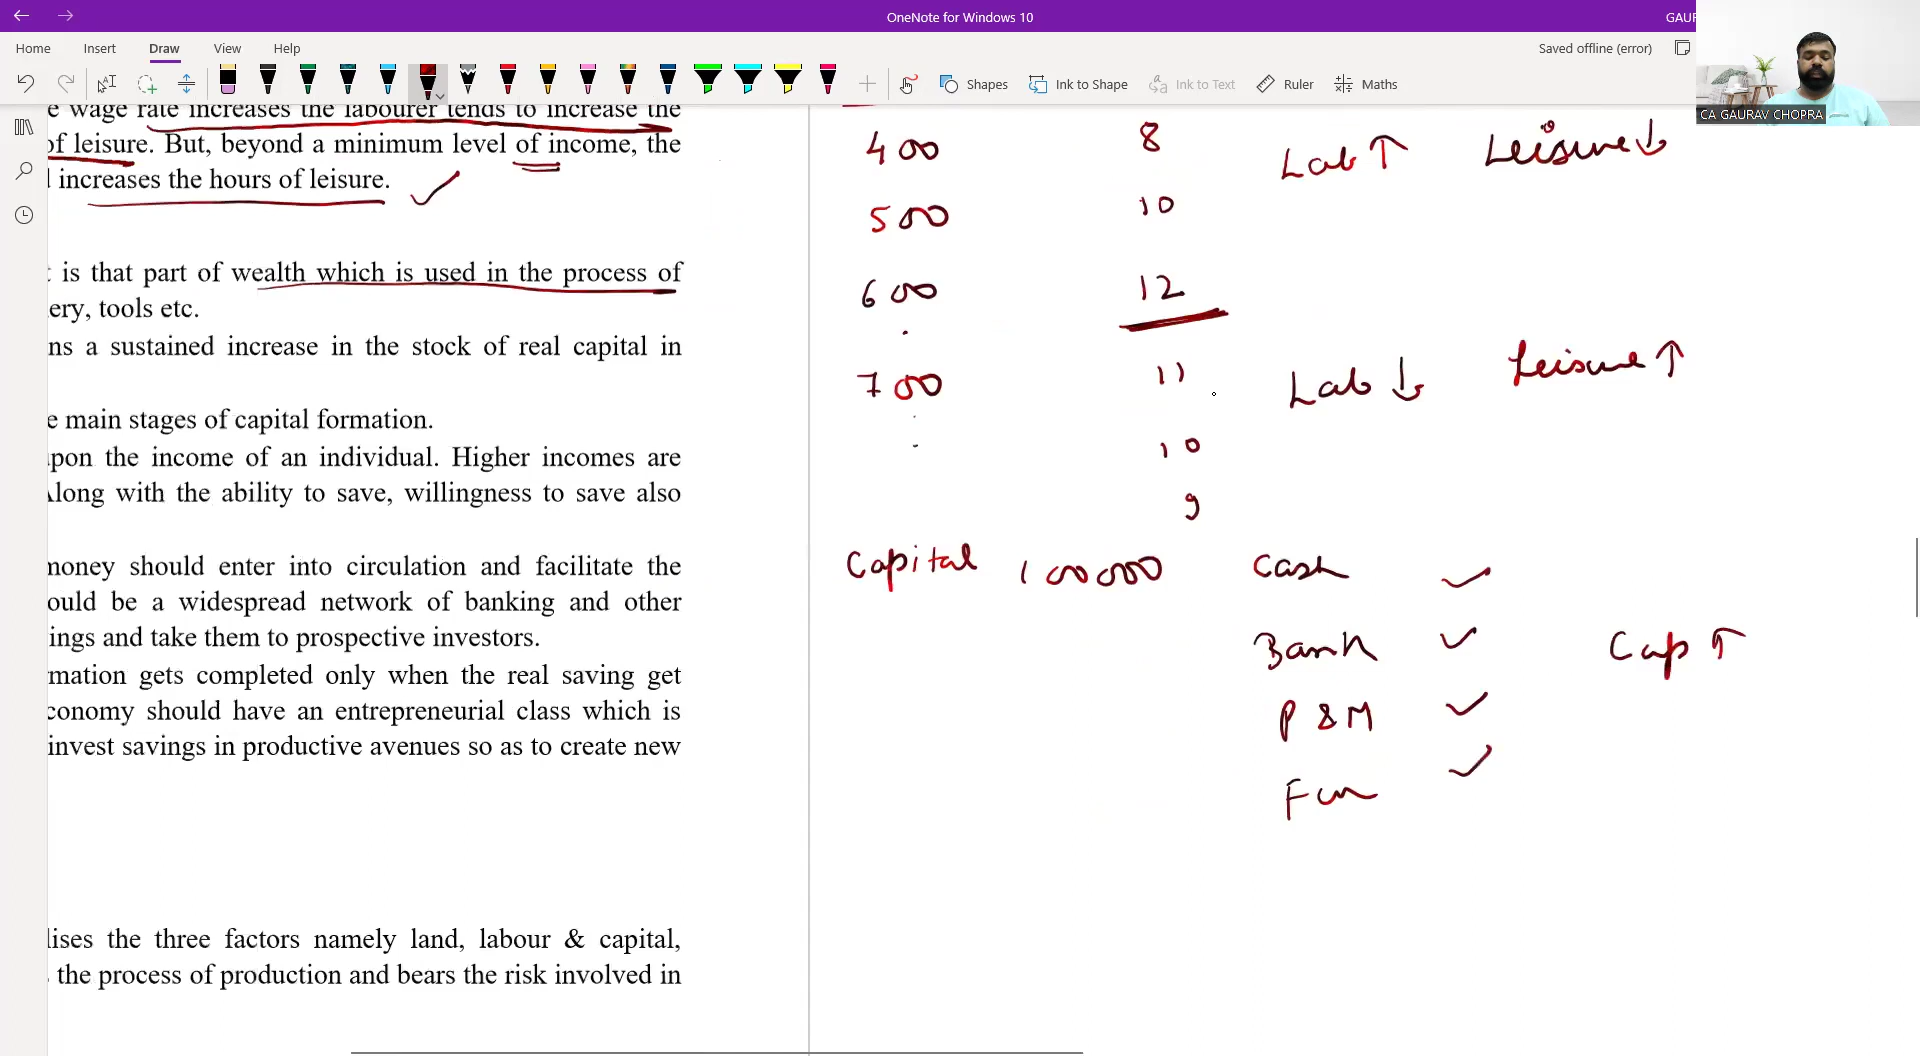 OneNote for Windows 10
GAUR
Home Insert Draw View Help
Saved offline (error)
Shapes Ink to Shape Ink to Text Ruler Maths
CA GAURAV CHOPRA
e wage rate increases the labourer tends to increase the
of leisure. But, beyond a minimum level of income, the
increases the hours of leisure.
is that part of wealth which is used in the process of
ery, tools etc.
ns a sustained increase in the stock of real capital in
e main stages of capital formation.
upon the income of an individual. Higher incomes are
Along with the ability to save, willingness to save also
money should enter into circulation and facilitate the
ould be a widespread network of banking and other
ings and take them to prospective investors.
mation gets completed only when the real saving get
conomy should have an entrepreneurial class which is
invest savings in productive avenues so as to create new
lises the three factors namely land, labour & capital,
the process of production and bears the risk involved in
400 8 Lab ↑ Leisure ↓
500 10
600 12
700 11 Lab ↓ Leisure ↑
10
9
Capital 100000 Cash ✓
Bank ✓ Cap ↑
P & M ✓
Fur ✓